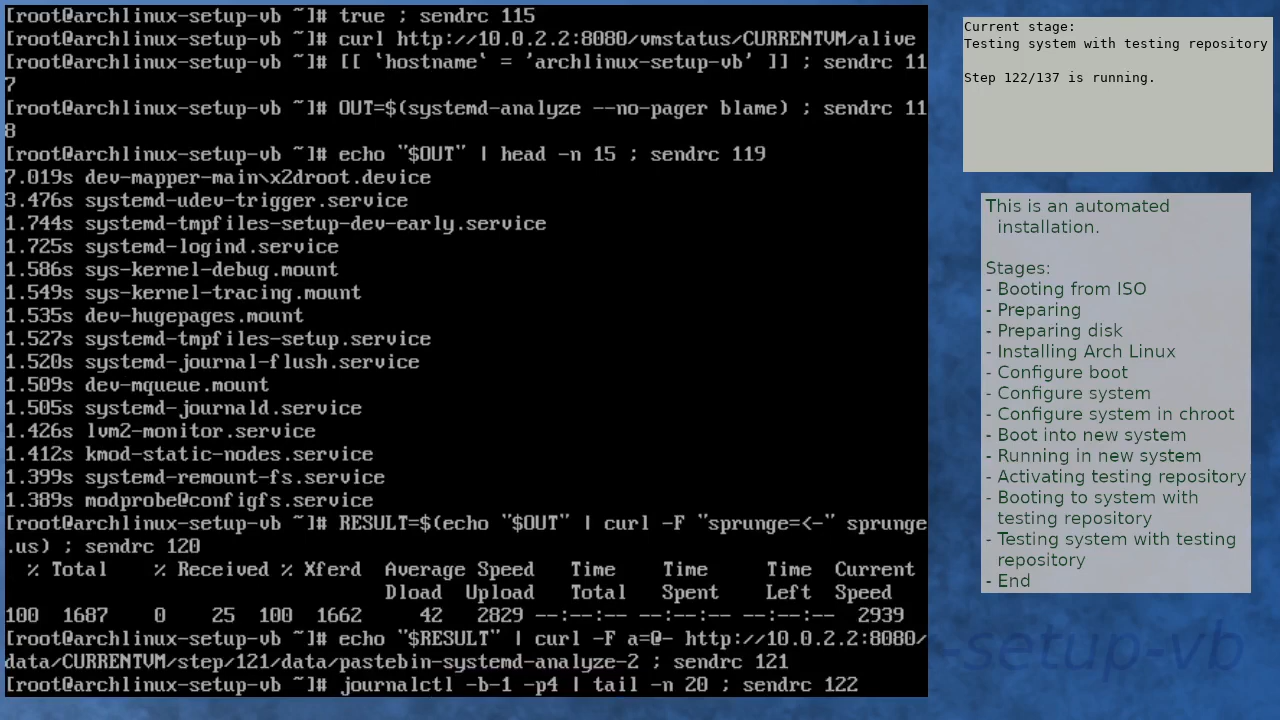 [root@archlinux-setup-vb ~]# true ; sendrc 115
[root@archlinux-setup-vb ~]# curl http://10.0.2.2:8080/vmstatus/CURRENTVM/alive
[root@archlinux-setup-vb ~]# [[ `hostname` = 'archlinux-setup-vb' ]] ; sendrc 11
7
[root@archlinux-setup-vb ~]# OUT=$(systemd-analyze --no-pager blame) ; sendrc 11
8
[root@archlinux-setup-vb ~]# echo "$OUT" | head -n 15 ; sendrc 119
7.019s dev-mapper-main\x2droot.device
3.476s systemd-udev-trigger.service
1.744s systemd-tmpfiles-setup-dev-early.service
1.725s systemd-logind.service
1.586s sys-kernel-debug.mount
1.549s sys-kernel-tracing.mount
1.535s dev-hugepages.mount
1.527s systemd-tmpfiles-setup.service
1.520s systemd-journal-flush.service
1.509s dev-mqueue.mount
1.505s systemd-journald.service
1.426s lvm2-monitor.service
1.412s kmod-static-nodes.service
1.399s systemd-remount-fs.service
1.389s modprobe@configfs.service
[root@archlinux-setup-vb ~]# RESULT=$(echo "$OUT" | curl -F "sprunge=<-" sprunge
.us) ; sendrc 120
  % Total    % Received % Xferd  Average Speed   Time    Time     Time  Current
                                 Dload  Upload   Total   Spent    Left  Speed
100  1687    0    25  100  1662     42   2829 --:--:-- --:--:-- --:--:--  2939
[root@archlinux-setup-vb ~]# echo "$RESULT" | curl -F a=@- http://10.0.2.2:8080/
data/CURRENTVM/step/121/data/pastebin-systemd-analyze-2 ; sendrc 121
[root@archlinux-setup-vb ~]# journalctl -b-1 -p4 | tail -n 20 ; sendrc 122
Current stage:
Testing system with testing repository
Step 122/137 is running.
This is an automated
installation.
Stages:
- Booting from ISO
- Preparing
- Preparing disk
- Installing Arch Linux
- Configure boot
- Configure system
- Configure system in chroot
- Boot into new system
- Running in new system
- Activating testing repository
- Booting to system with
testing repository
- Testing system with testing
repository
- End
-setup-vb